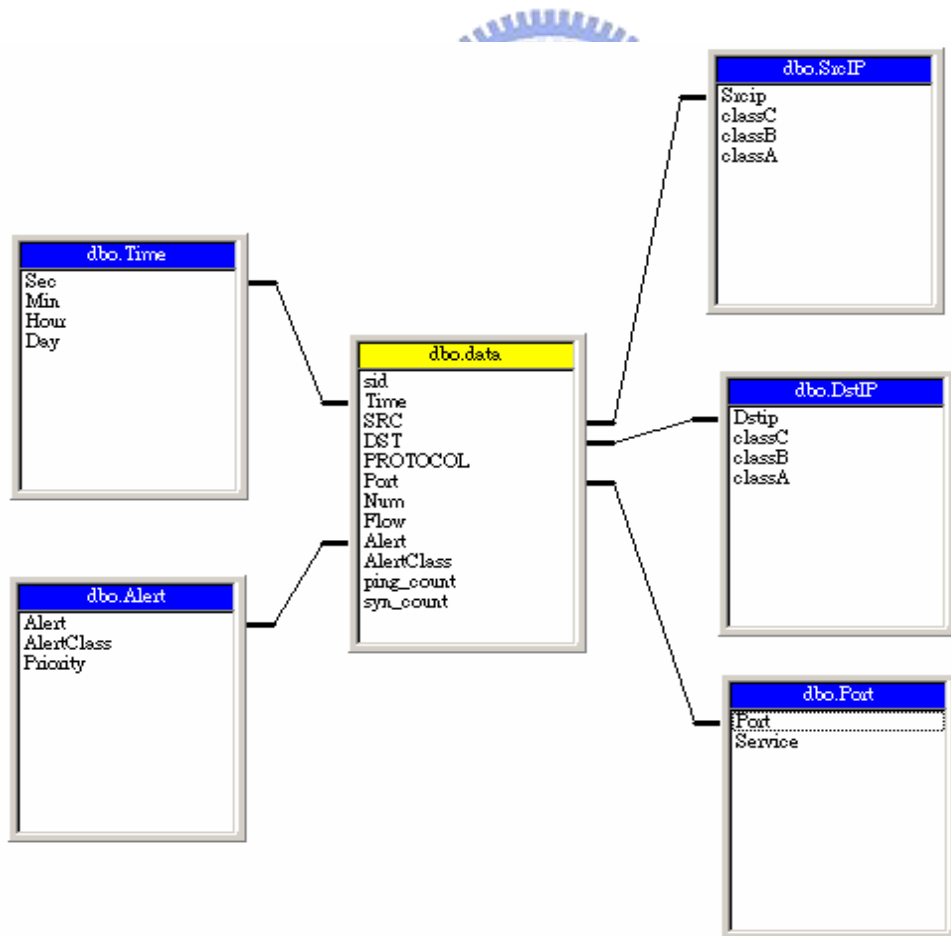 dbo.SrcIP
Srcip
classC
classB
classA
dbo.Time
Sec
Min
Hour
Day
dbo.data
sid
Time
SRC
DST
PROTOCOL
Port
Num
Flow
Alert
AlertClass
ping_count
syn_count
dbo.DstIP
Dstip
classC
classB
classA
dbo.Alert
Alert
AlertClass
Priority
dbo.Port
Port
Service